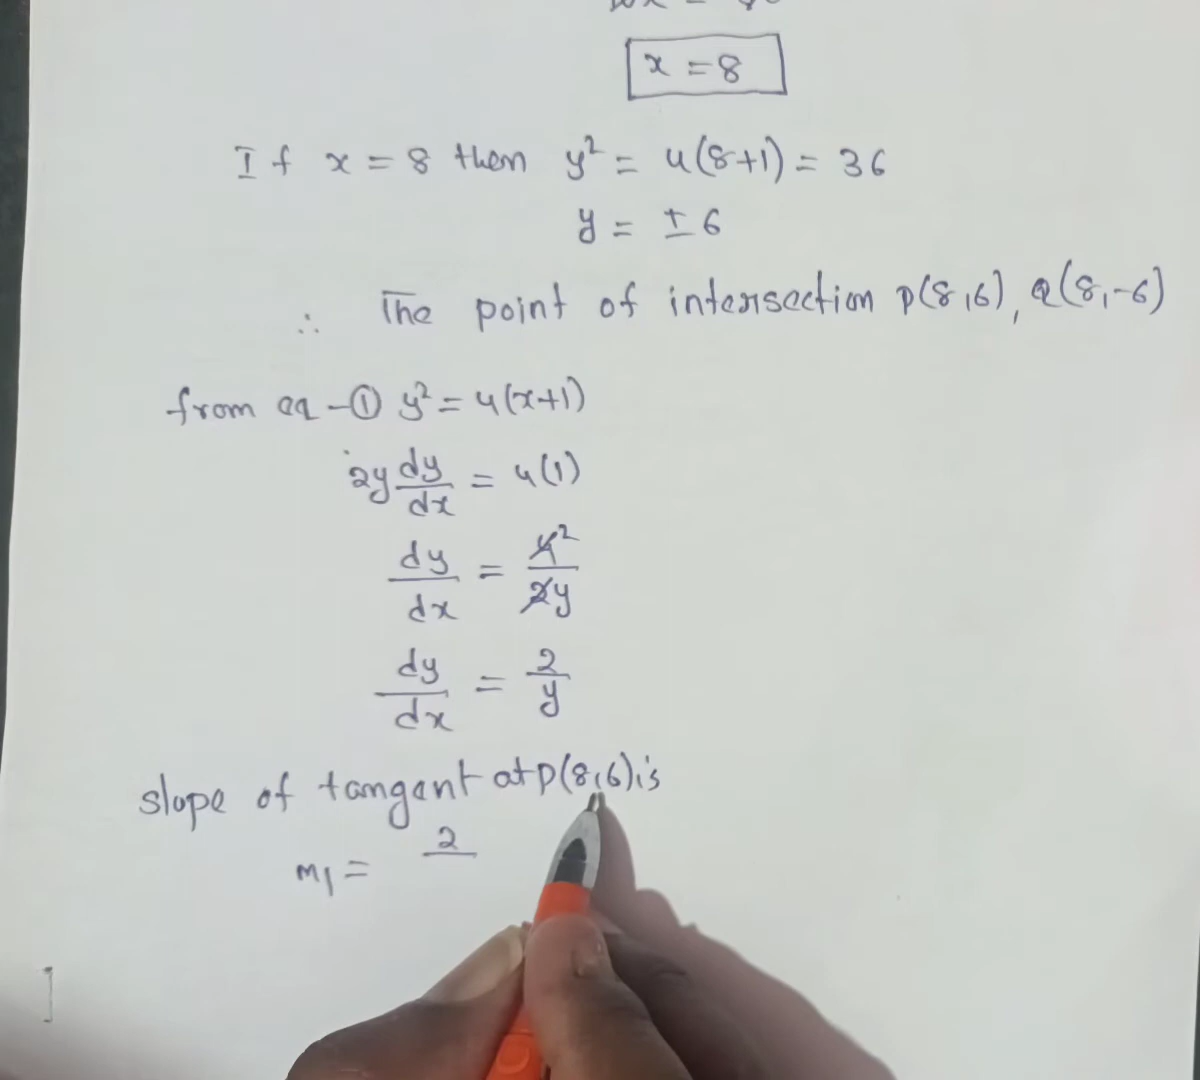 x = 8
If x = 8 then y² = 4(8+1) = 36
y = ± 6
∴ The point of intersection P(8,6), Q(8,-6)
from eq - ① y² = 4(x+1)
2y dy/dx = 4(1)
dy/dx = 4²/2y
dy/dx = 2/y
slope of tangent at P(8,6) is
m₁ = 2